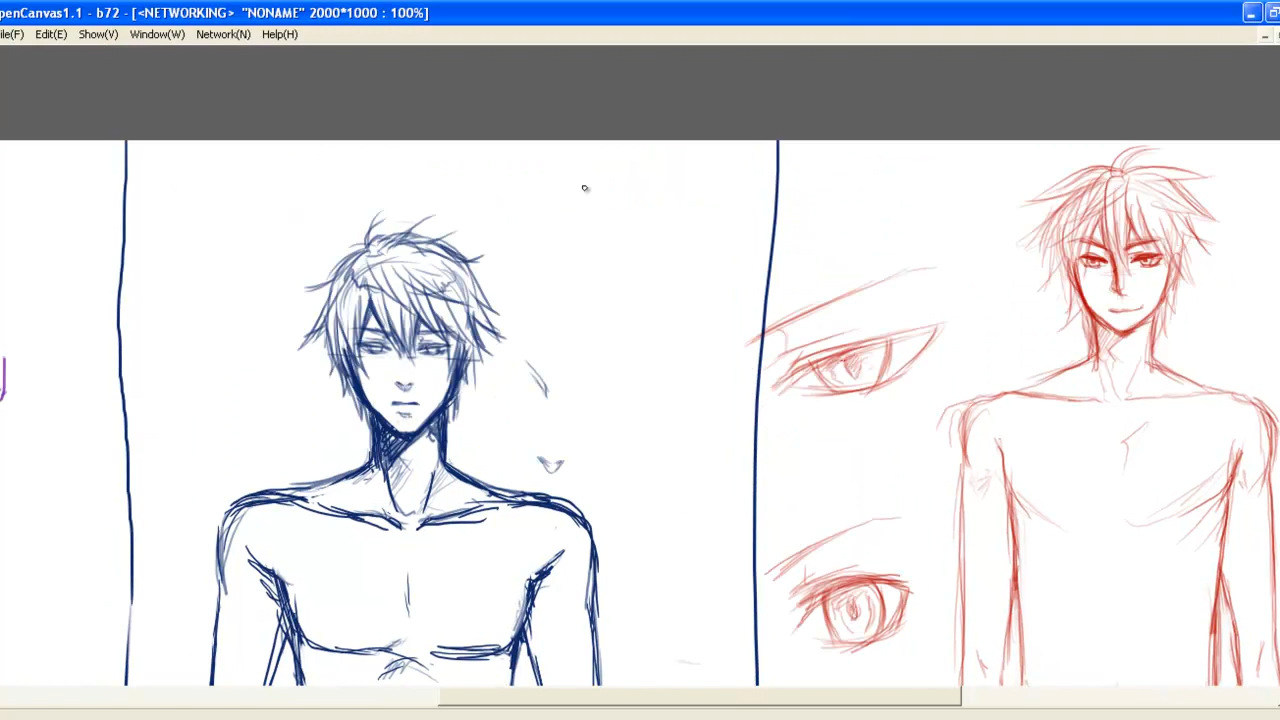 penCanvas1.1 - b72 - [<NETWORKING> "NONAME" 2000*1000 : 100%]
ile(F) Edit(E) Show(V) Window(W) Network(N) Help(H)